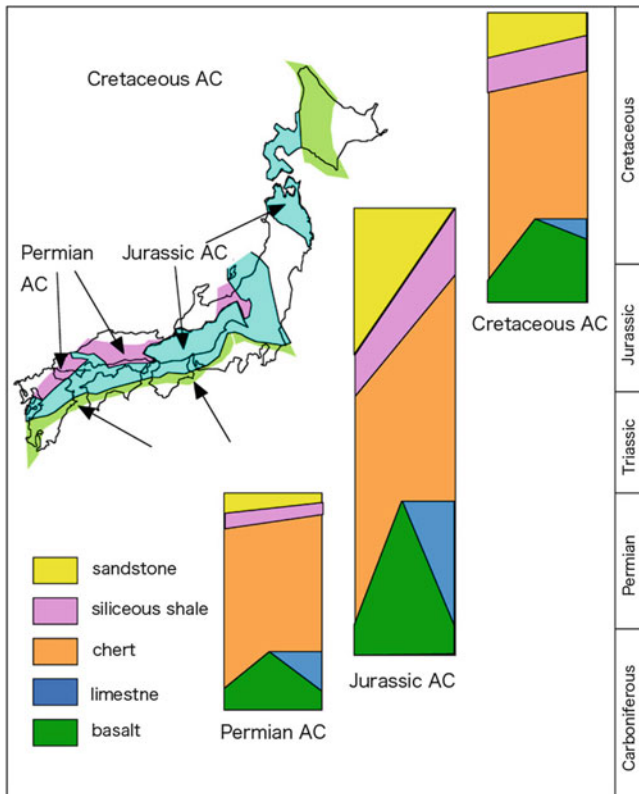 Cretaceous AC
Permian
AC
Jurassic AC
Cretaceous AC
Jurassic AC
Permian AC
sandstone
siliceous shale
chert
limestne
basalt
Cretaceous
Jurassic
Triassic
Permian
Carboniferous